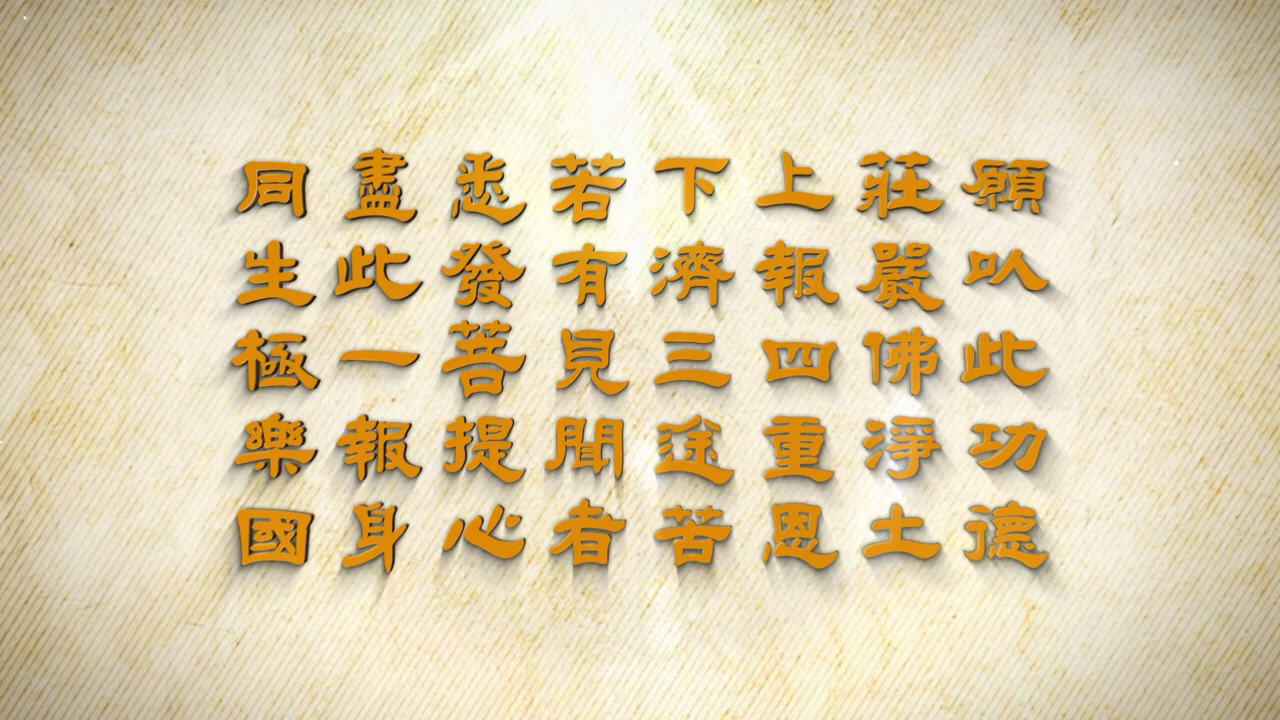 願㕥此功德
莊嚴佛淨土
上報四重恩
下濟三途苦
若有見聞者
悉發菩提心
盡此一報身
同生極樂國